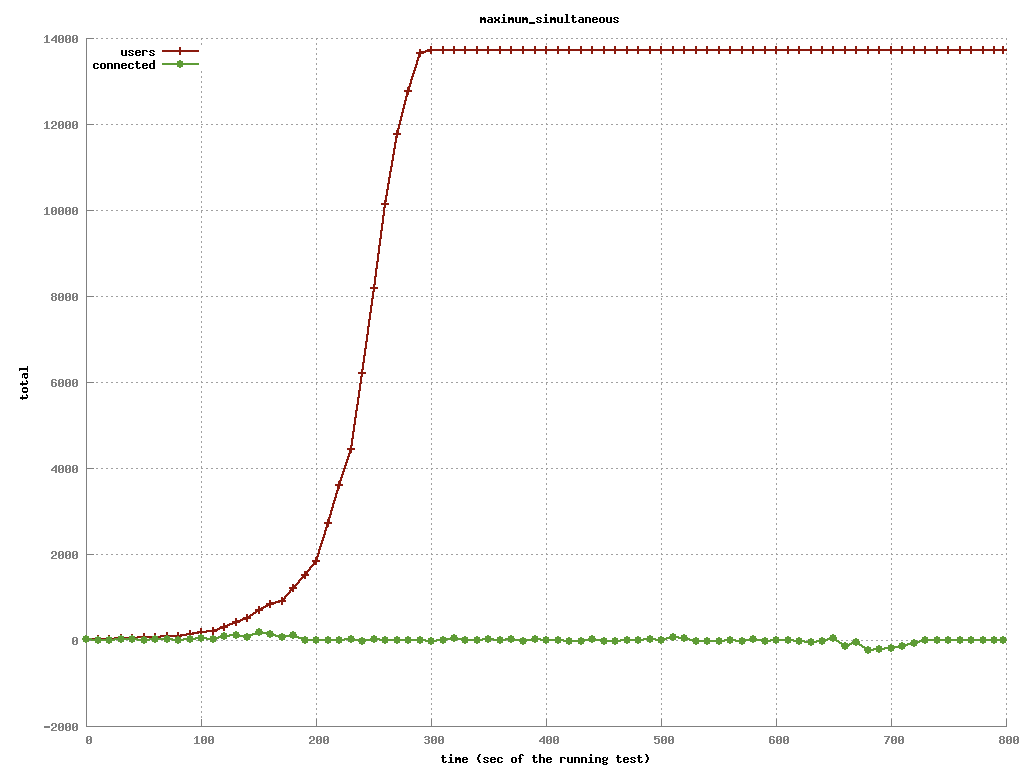 maximum_simultaneous
14000
users
connected
12000
10000
8000
6000
total
4000
2000
0
-2000
0 100 200 300 400 500 600 700 800
time (sec of the running test)